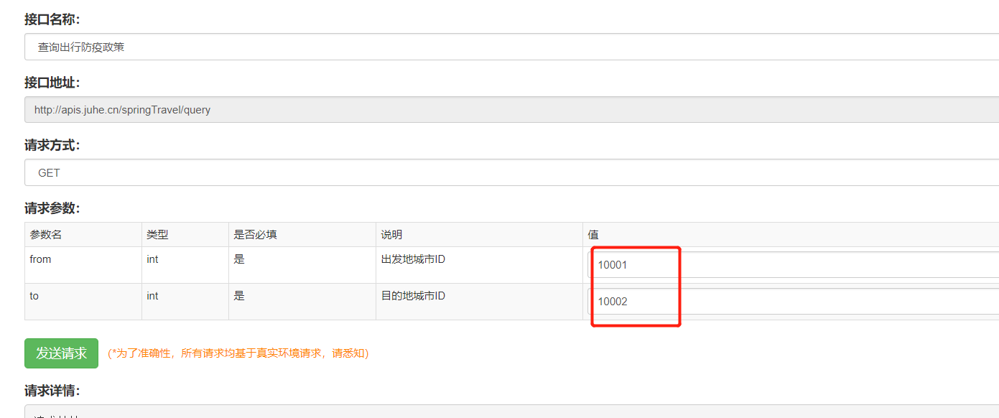 接口名称：
查询出行防疫政策
接口地址：
http://apis.juhe.cn/springTravel/query
请求方式：
GET
请求参数：
参数名 类型 是否必填 说明 值
from int 是 出发地城市ID 10001
to int 是 目的地城市ID 10002
发送请求 (*为了准确性，所有请求均基于真实环境请求，请悉知)
请求详情：